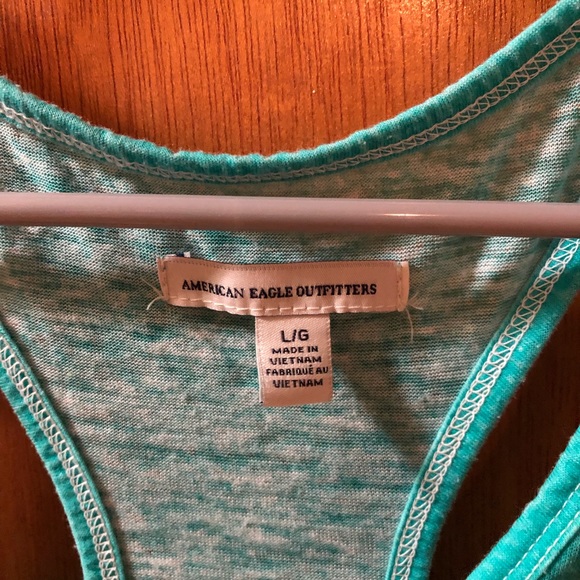 AMERICAN EAGLE OUTFITTERS
L/G
MADE IN
VIETNAM
FABRIQUÉ AU
VIETNAM